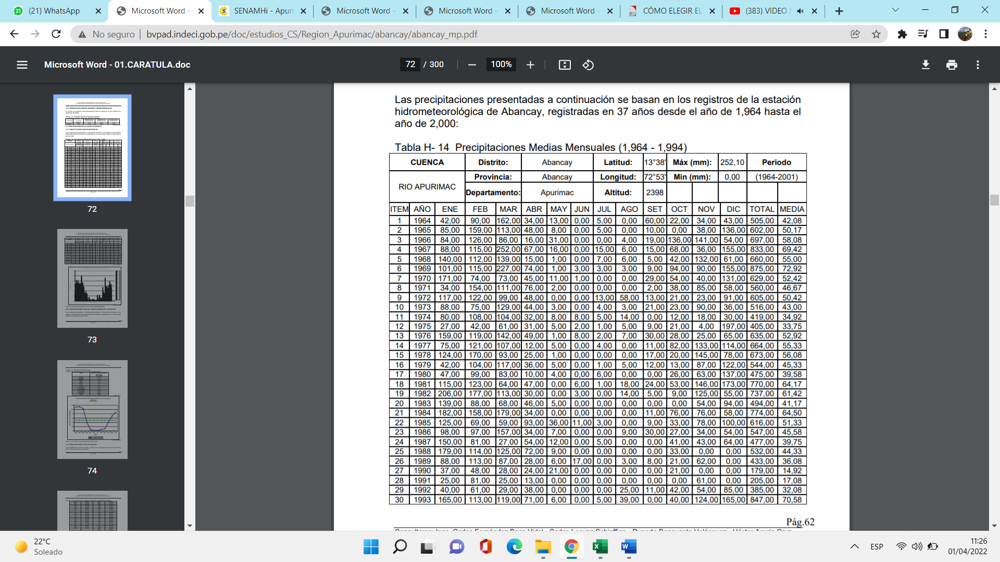 (21) WhatsApp
Microsoft Word -
SENAMHi - Apurí
Microsoft Word -
Microsoft Word -
Microsoft Word -
CÓMO ELEGIR EL
(383) VIDEO
No seguro | bvpad.indeci.gob.pe/doc/estudios_CS/Region_Apurimac/abancay/abancay_mp.pdf
Microsoft Word - 01.CARATULA.doc
72 / 300
100%
72
73
74
Las precipitaciones presentadas a continuación se basan en los registros de la estación
hidrometeorológica de Abancay, registradas en 37 años desde el año de 1,964 hasta el
año de 2,000:
Tabla H- 14 Precipitaciones Medias Mensuales (1,964 - 1,994)
CUENCA Distrito: Abancay Latitud: 13°38' Máx (mm): 252,10 Periodo
RIO APURIMAC Provincia: Abancay Longitud: 72°53' Min (mm): 0,00 (1964-2001)
Departamento: Apurimac Altitud: 2398
ITEM AÑO ENE FEB MAR ABR MAY JUN JUL AGO SET OCT NOV DIC TOTAL MEDIA
1 1964 42,00 90,00 162,00 34,00 13,00 0,00 5,00 0,00 60,00 22,00 34,00 43,00 505,00 42,08
2 1965 85,00 159,00 113,00 48,00 8,00 0,00 5,00 0,00 10,00 0,00 38,00 136,00 602,00 50,17
3 1966 84,00 126,00 86,00 16,00 31,00 0,00 0,00 4,00 19,00 136,00 141,00 54,00 697,00 58,08
4 1967 88,00 115,00 252,00 67,00 16,00 0,00 15,00 6,00 15,00 68,00 36,00 155,00 833,00 69,42
5 1968 140,00 112,00 139,00 15,00 1,00 0,00 7,00 6,00 5,00 42,00 132,00 61,00 660,00 55,00
6 1969 101,00 115,00 227,00 74,00 1,00 3,00 3,00 3,00 9,00 94,00 90,00 155,00 875,00 72,92
7 1970 171,00 74,00 73,00 45,00 11,00 1,00 0,00 0,00 29,00 54,00 40,00 131,00 629,00 52,42
8 1971 34,00 154,00 111,00 76,00 2,00 0,00 0,00 0,00 2,00 38,00 85,00 58,00 560,00 46,67
9 1972 117,00 122,00 99,00 48,00 0,00 0,00 13,00 58,00 13,00 21,00 23,00 91,00 605,00 50,42
10 1973 88,00 75,00 129,00 44,00 3,00 0,00 4,00 3,00 21,00 23,00 90,00 36,00 516,00 43,00
11 1974 80,00 108,00 104,00 32,00 8,00 8,00 5,00 14,00 0,00 12,00 18,00 30,00 419,00 34,92
12 1975 27,00 42,00 61,00 31,00 5,00 2,00 1,00 5,00 9,00 21,00 4,00 197,00 405,00 33,75
13 1976 159,00 119,00 142,00 49,00 1,00 8,00 2,00 7,00 30,00 28,00 25,00 65,00 635,00 52,92
14 1977 75,00 121,00 107,00 12,00 5,00 0,00 4,00 0,00 11,00 82,00 133,00 114,00 664,00 55,33
15 1978 124,00 170,00 93,00 25,00 1,00 0,00 0,00 0,00 17,00 20,00 145,00 78,00 673,00 56,08
16 1979 42,00 104,00 117,00 36,00 5,00 0,00 1,00 5,00 12,00 13,00 87,00 122,00 544,00 45,33
17 1980 47,00 99,00 83,00 10,00 4,00 0,00 6,00 0,00 0,00 26,00 63,00 137,00 475,00 39,58
18 1981 115,00 123,00 64,00 47,00 0,00 6,00 1,00 18,00 24,00 53,00 146,00 173,00 770,00 64,17
19 1982 206,00 177,00 113,00 30,00 0,00 3,00 0,00 14,00 5,00 9,00 125,00 55,00 737,00 61,42
20 1983 139,00 88,00 68,00 46,00 5,00 0,00 0,00 0,00 0,00 0,00 54,00 94,00 494,00 41,17
21 1984 182,00 158,00 179,00 34,00 0,00 0,00 0,00 0,00 11,00 76,00 76,00 58,00 774,00 64,50
22 1985 125,00 69,00 59,00 93,00 36,00 11,00 3,00 0,00 9,00 33,00 78,00 100,00 616,00 51,33
23 1986 98,00 97,00 157,00 34,00 7,00 0,00 0,00 9,00 30,00 27,00 34,00 54,00 547,00 45,58
24 1987 150,00 81,00 27,00 54,00 12,00 0,00 5,00 0,00 0,00 41,00 43,00 64,00 477,00 39,75
25 1988 179,00 114,00 125,00 72,00 9,00 0,00 0,00 0,00 0,00 33,00 0,00 0,00 532,00 44,33
26 1989 88,00 113,00 87,00 28,00 6,00 17,00 0,00 3,00 8,00 21,00 62,00 0,00 433,00 36,08
27 1990 37,00 48,00 28,00 24,00 21,00 0,00 0,00 0,00 0,00 21,00 0,00 0,00 179,00 14,92
28 1991 25,00 81,00 25,00 13,00 0,00 0,00 0,00 0,00 0,00 0,00 61,00 0,00 205,00 17,08
29 1992 40,00 61,00 29,00 38,00 0,00 0,00 0,00 25,00 11,00 42,00 54,00 85,00 385,00 32,08
30 1993 165,00 113,00 119,00 71,00 6,00 0,00 5,00 39,00 0,00 40,00 124,00 165,00 847,00 70,58
Pág.62
22°C
Soleado
ESP
11:26
01/04/2022